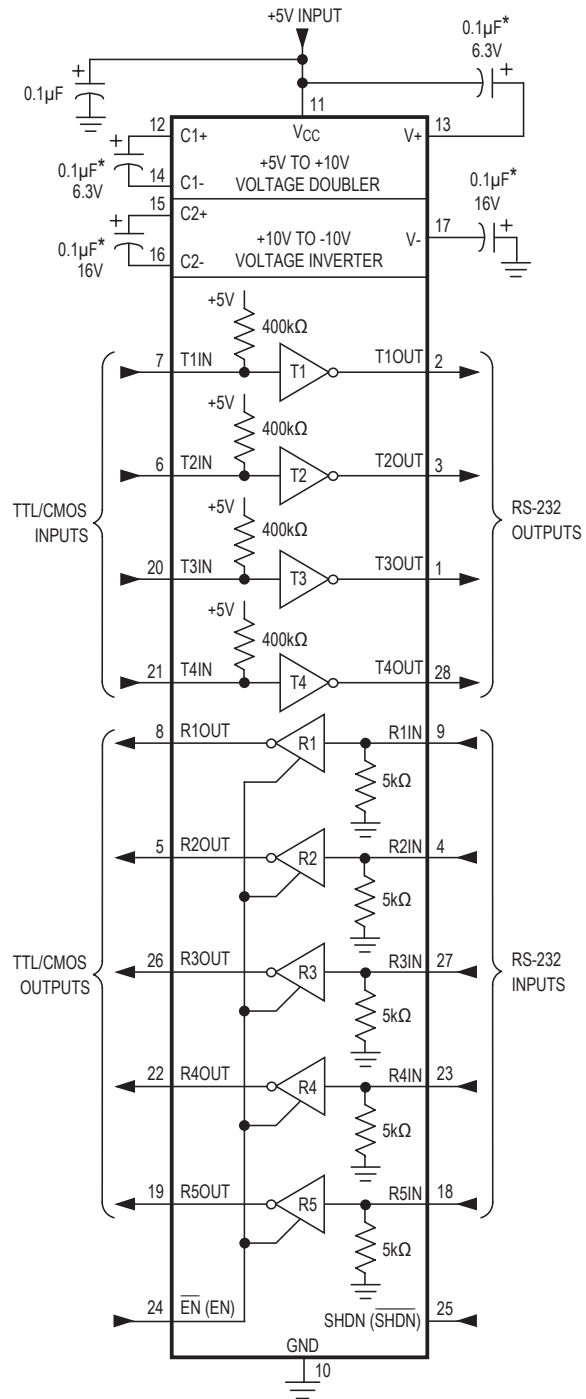 +5V INPUT
0.1µF*
6.3V
0.1µF
11
12
C1+
VCC
V+
13
+5V TO +10V
VOLTAGE DOUBLER
0.1µF*
6.3V
14
C1-
15
C2+
+10V TO -10V
VOLTAGE INVERTER
0.1µF*
16V
16
C2-
V-
17
0.1µF*
16V
+5V
400kΩ
7
T1IN
T1
T1OUT
2
+5V
400kΩ
6
T2IN
T2
T2OUT
3
TTL/CMOS
INPUTS
RS-232
OUTPUTS
+5V
400kΩ
20
T3IN
T3
T3OUT
1
+5V
400kΩ
21
T4IN
T4
T4OUT
28
8
R1OUT
R1
R1IN
9
5kΩ
5
R2OUT
R2
R2IN
4
5kΩ
TTL/CMOS
OUTPUTS
RS-232
INPUTS
26
R3OUT
R3
R3IN
27
5kΩ
22
R4OUT
R4
R4IN
23
5kΩ
19
R5OUT
R5
R5IN
18
5kΩ
24
E̅N̅ (EN)
SHDN (S̅H̅D̅N̅)
25
GND
10